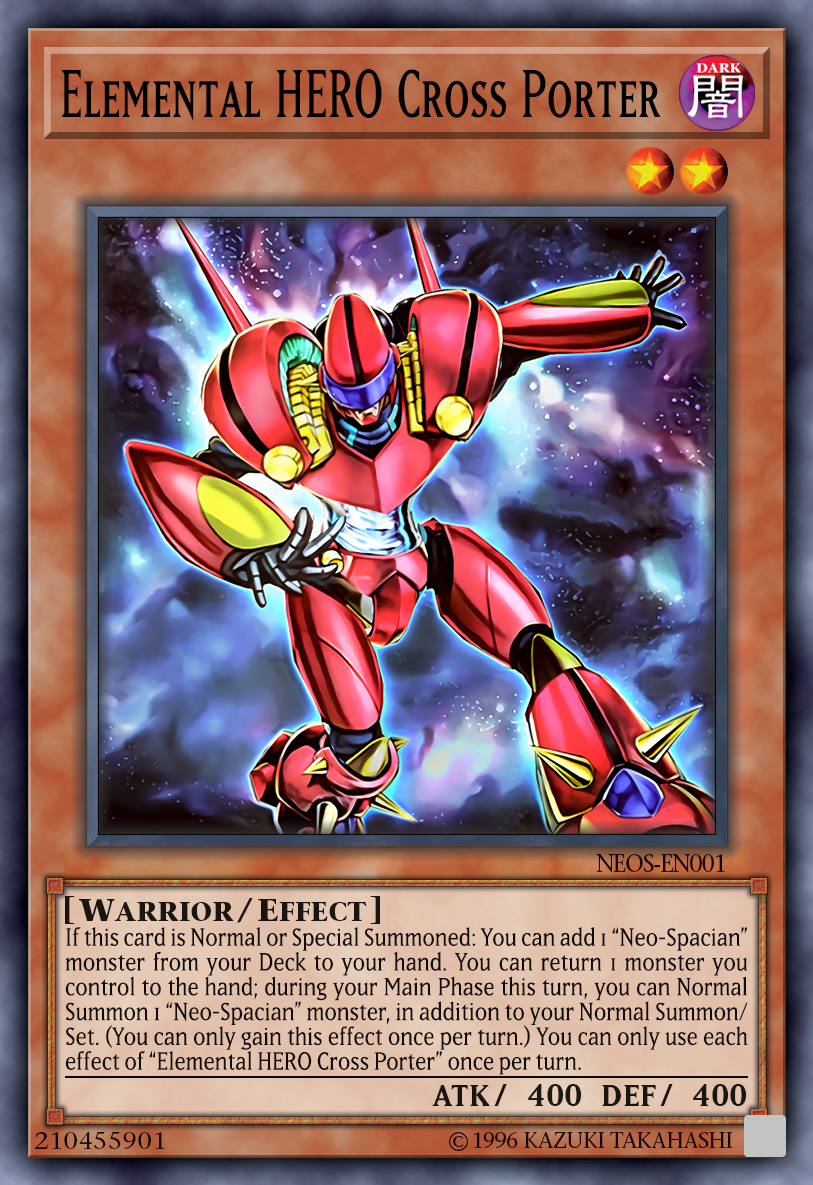 Elemental HERO Cross Porter
DARK
闇
NEOS-EN001
[Warrior/Effect]
If this card is Normal or Special Summoned: You can add 1 “Neo-Spacian”
monster from your Deck to your hand. You can return 1 monster you
control to the hand; during your Main Phase this turn, you can Normal
Summon 1 “Neo-Spacian” monster, in addition to your Normal Summon/
Set. (You can only gain this effect once per turn.) You can only use each
effect of “Elemental HERO Cross Porter” once per turn.
ATK/ 400 DEF/ 400
210455901
© 1996 KAZUKI TAKAHASHI